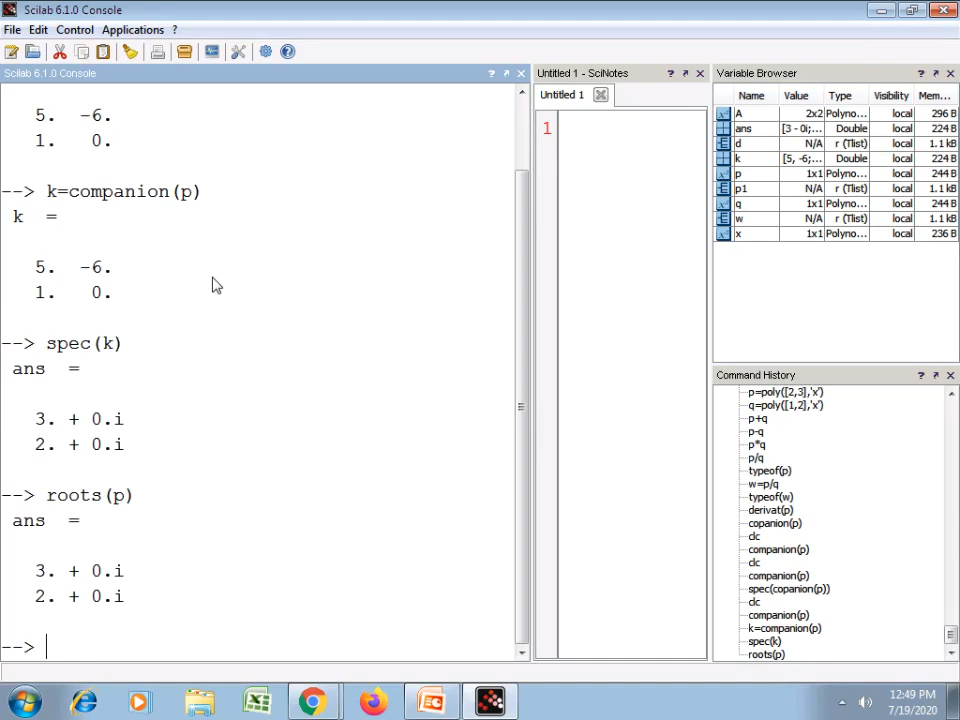 Scilab 6.1.0 Console
File Edit Control Applications ?
Scilab 6.1.0 Console ?
5. -6.
1. 0.
--> k=companion(p)
k =
5. -6.
1. 0.
--> spec(k)
ans =
3. + 0.i
2. + 0.i
--> roots(p)
ans =
3. + 0.i
2. + 0.i
-->
Untitled 1 - SciNotes ?
Untitled 1
1
Variable Browser ?
Name Value Type Visibility Mem...
A 2x2 Polyno... local 296 B
ans [3 - 0i;... Double local 224 B
d N/A r (Tlist) local 1.1 kB
k [5, -6;... Double local 224 B
p 1x1 Polyno... local 244 B
p1 N/A r (Tlist) local 1.1 kB
q 1x1 Polyno... local 244 B
w N/A r (Tlist) local 1.1 kB
x 1x1 Polyno... local 236 B
Command History ?
p=poly([2,3],'x')
q=poly([1,2],'x')
p+q
p-q
p*q
p/q
typeof(p)
w=p/q
typeof(w)
derivat(p)
copanion(p)
clc
companion(p)
clc
companion(p)
spec(copanion(p))
clc
companion(p)
k=companion(p)
spec(k)
roots(p)
12:49 PM
7/19/2020